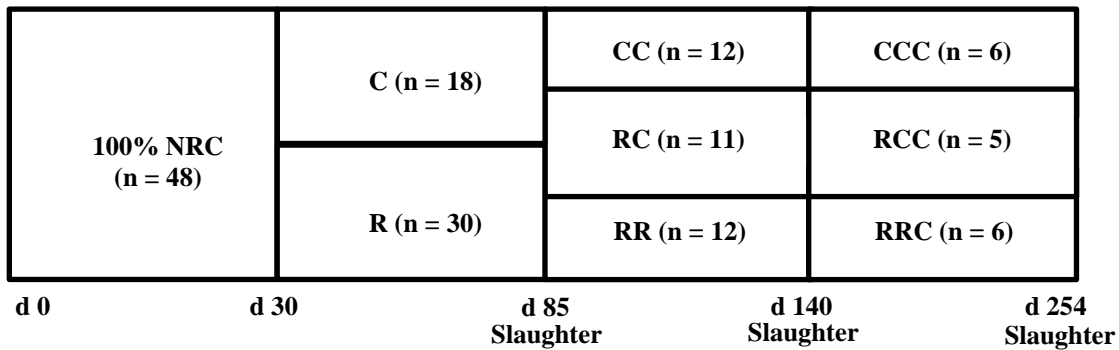 100% NRC
(n = 48)
C (n = 18)
R (n = 30)
CC (n = 12)
RC (n = 11)
RR (n = 12)
CCC (n = 6)
RCC (n = 5)
RRC (n = 6)
d 0
d 30
d 85
Slaughter
d 140
Slaughter
d 254
Slaughter